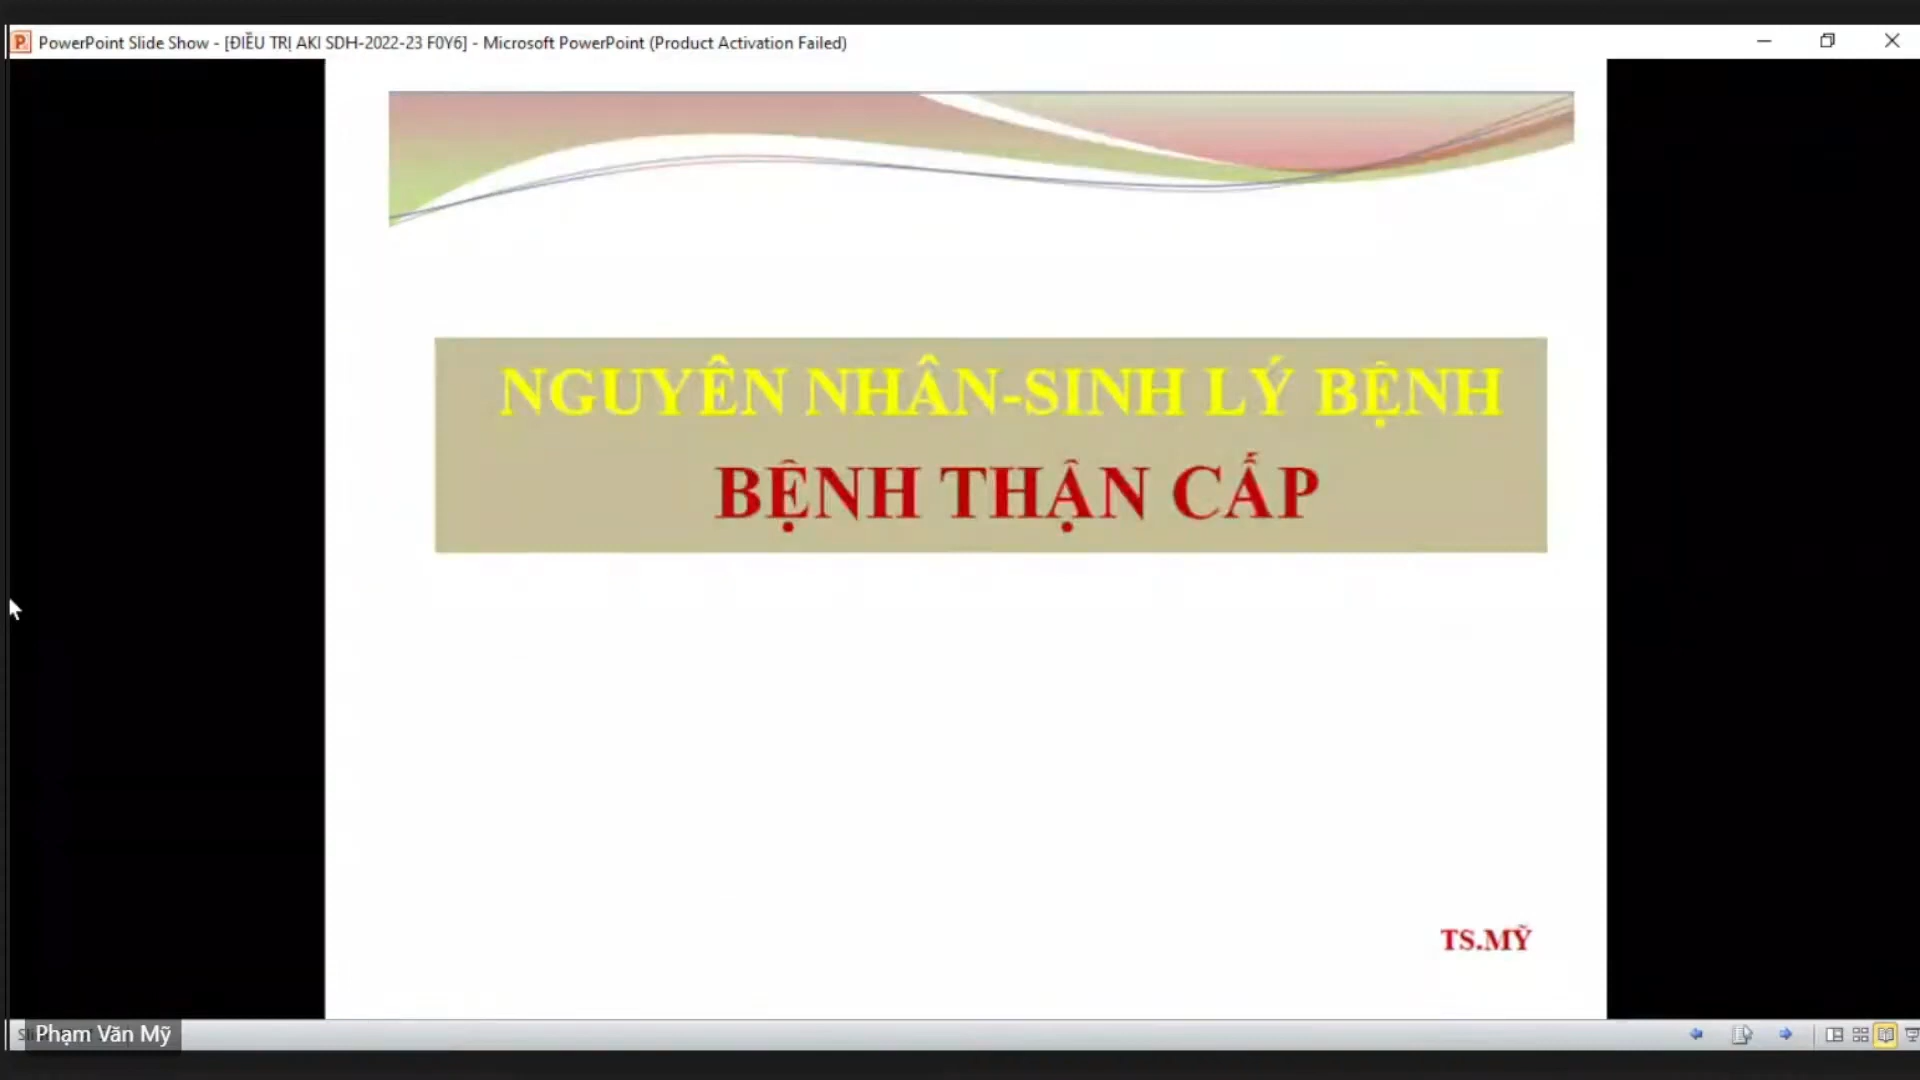 PowerPoint Slide Show - [ĐIỀU TRỊ AKI SDH-2022-23 F0Y6] - Microsoft PowerPoint (Product Activation Failed)
NGUYÊN NHÂN-SINH LÝ BỆNH
BỆNH THẬN CẤP
TS.MỸ
Phạm Văn Mỹ